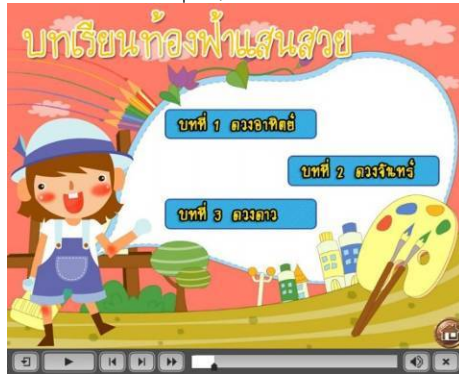 บทเรียนท้องฟ้าแสนสวย
บทที่ 1 ดวงอาทิตย์
บทที่ 2 ดวงจันทร์
บทที่ 3 ดวงดาว